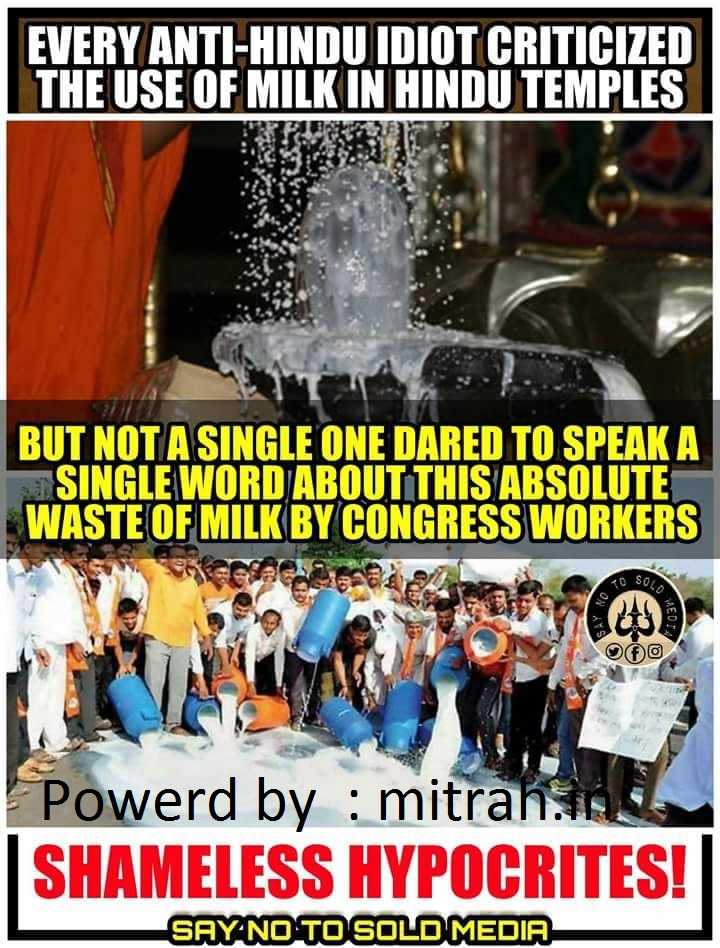 EVERY ANTI-HINDU IDIOT CRITICIZED
THE USE OF MILK IN HINDU TEMPLES
BUT NOT A SINGLE ONE DARED TO SPEAK A
SINGLE WORD ABOUT THIS ABSOLUTE
WASTE OF MILK BY CONGRESS WORKERS
SAY NO TO SOLD MEDIA
Powerd by : mitrah.in
SHAMELESS HYPOCRITES!
SAY NO TO SOLD MEDIA